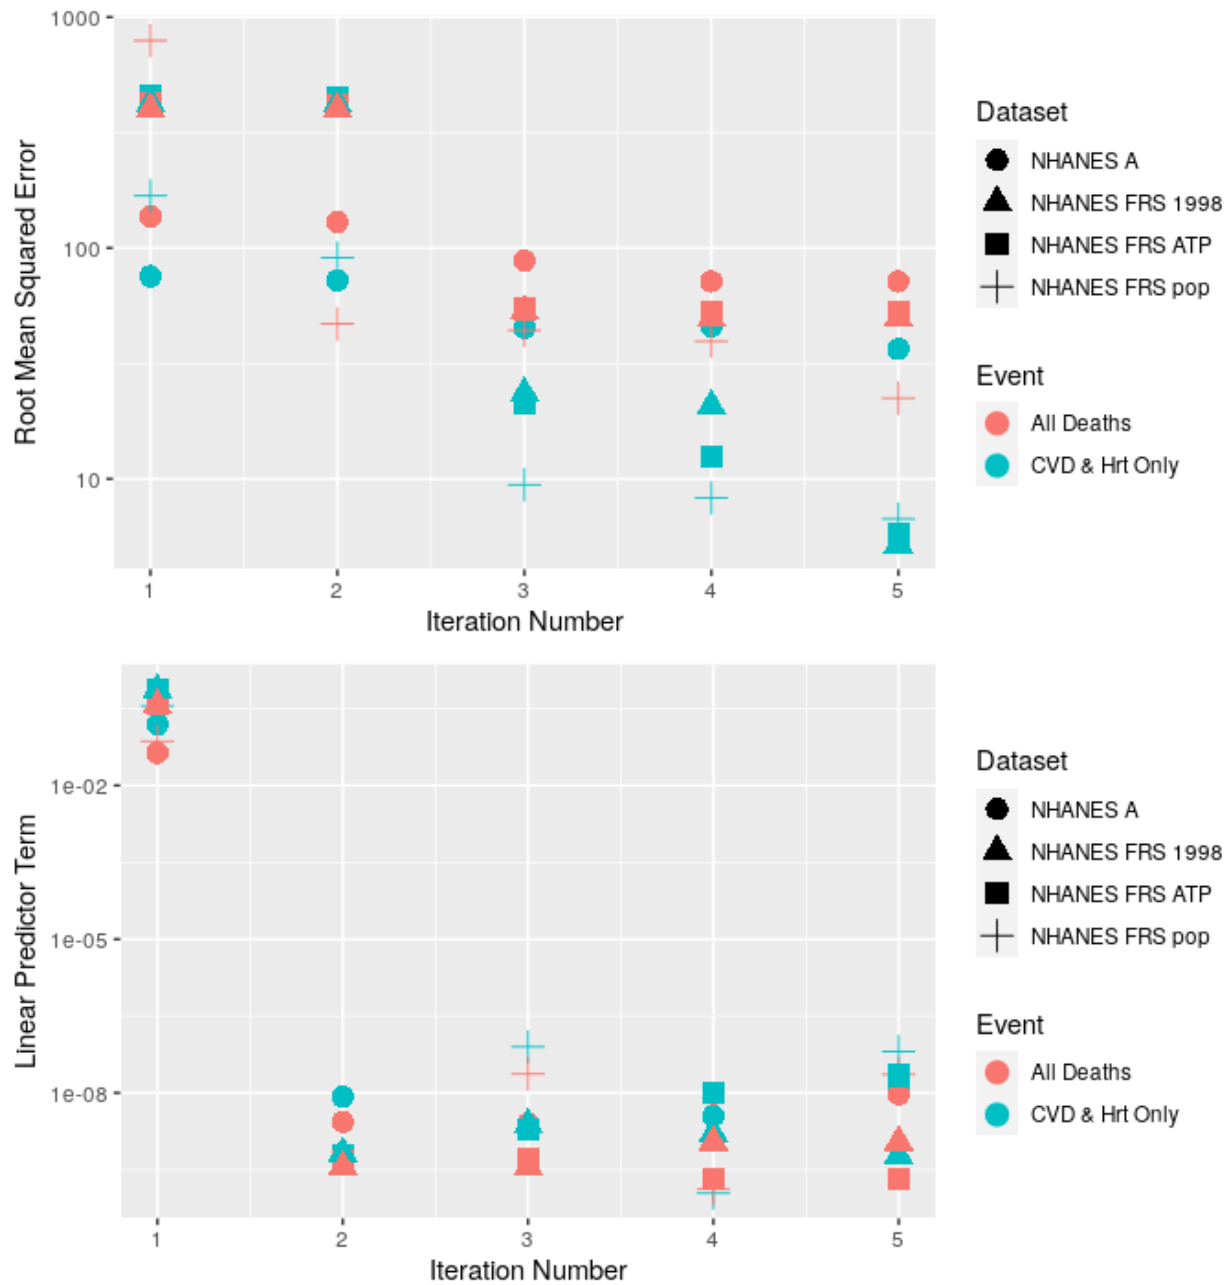 1000
100
10
Root Mean Squared Error
1 2 3 4 5
Iteration Number
Dataset
NHANES A
NHANES FRS 1998
NHANES FRS ATP
NHANES FRS pop
Event
All Deaths
CVD & Hrt Only
1e-02
1e-05
1e-08
Linear Predictor Term
1 2 3 4 5
Iteration Number
Dataset
NHANES A
NHANES FRS 1998
NHANES FRS ATP
NHANES FRS pop
Event
All Deaths
CVD & Hrt Only